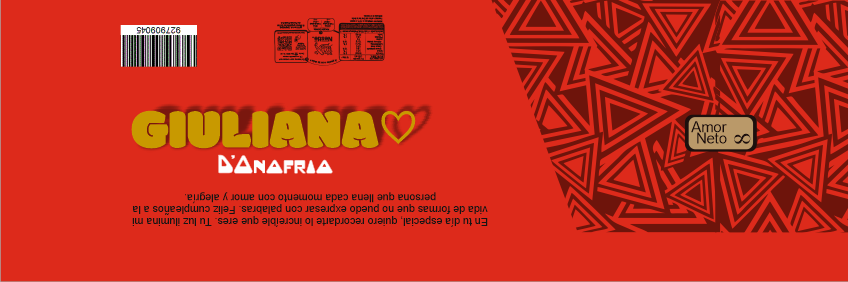 927909045
GIULIANA
D'ONOFRIO
Amor
Neto
En tu día especial, quiero recordarte lo increíble que eres. Tu luz ilumina mi
vida de formas que no puedo expresar con palabras. Feliz cumpleaños a la
persona que llena cada momento con amor y alegría.